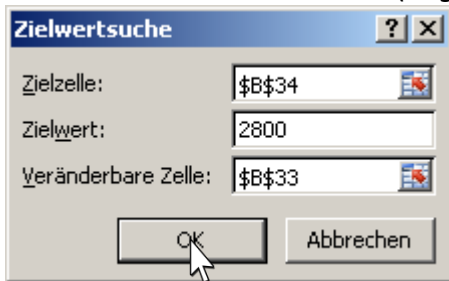 Zielwertsuche
Zielzelle: $B$34
Zielwert: 2800
Veränderbare Zelle: $B$33
OK Abbrechen